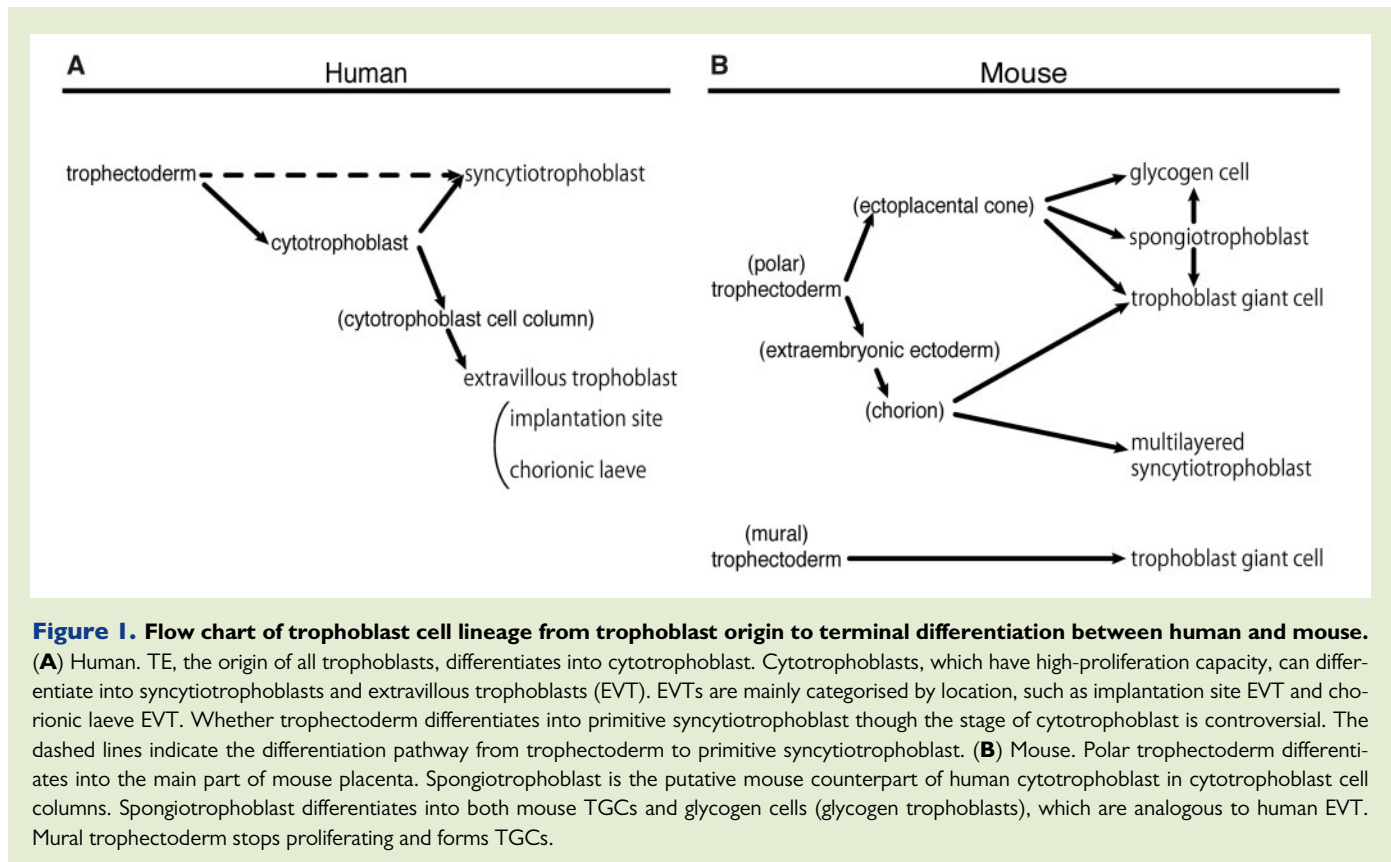 A
Human
trophectoderm
syncytiotrophoblast
cytotrophoblast
(cytotrophoblast cell column)
extravillous trophoblast
implantation site
chorionic laeve
B
Mouse
glycogen cell
(ectoplacental cone)
spongiotrophoblast
(polar)
trophectoderm
trophoblast giant cell
(extraembryonic ectoderm)
(chorion)
multilayered
syncytiotrophoblast
(mural)
trophectoderm
trophoblast giant cell
Figure 1. Flow chart of trophoblast cell lineage from trophoblast origin to terminal differentiation between human and mouse.
(A) Human. TE, the origin of all trophoblasts, differentiates into cytotrophoblast. Cytotrophoblasts, which have high-proliferation capacity, can differ-
entiate into syncytiotrophoblasts and extravillous trophoblasts (EVT). EVTs are mainly categorised by location, such as implantation site EVT and cho-
rionic laeve EVT. Whether trophectoderm differentiates into primitive syncytiotrophoblast though the stage of cytotrophoblast is controversial. The
dashed lines indicate the differentiation pathway from trophectoderm to primitive syncytiotrophoblast. (B) Mouse. Polar trophectoderm differenti-
ates into the main part of mouse placenta. Spongiotrophoblast is the putative mouse counterpart of human cytotrophoblast in cytotrophoblast cell
columns. Spongiotrophoblast differentiates into both mouse TGCs and glycogen cells (glycogen trophoblasts), which are analogous to human EVT.
Mural trophectoderm stops proliferating and forms TGCs.